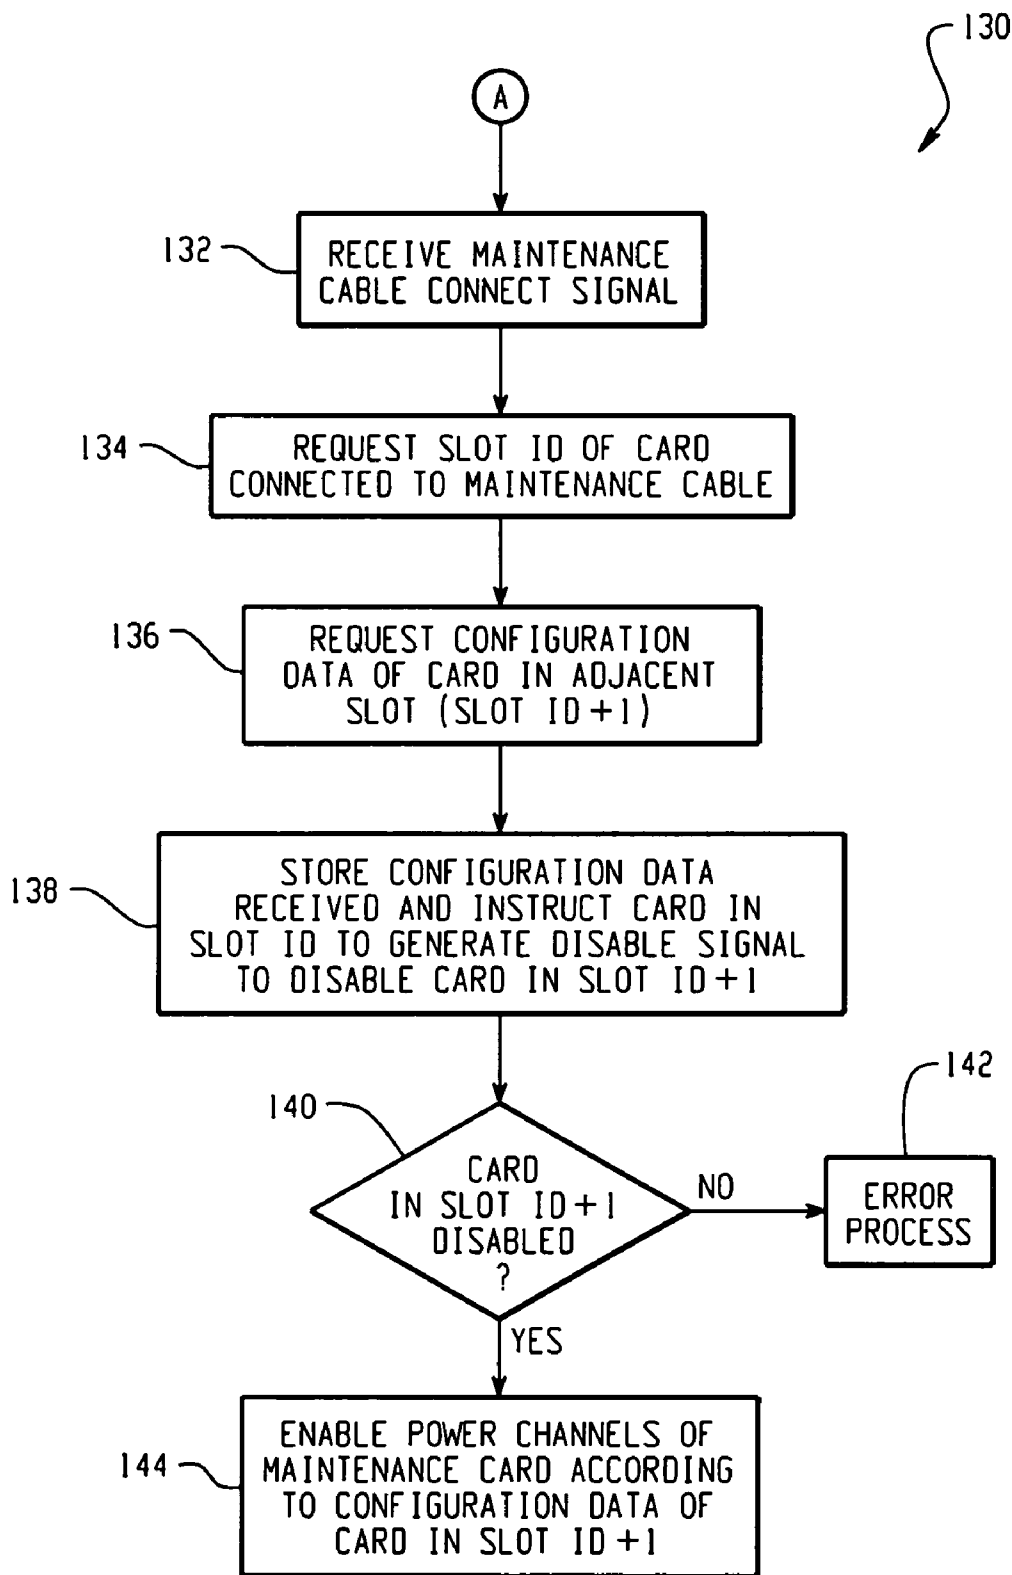 130
A
132
RECEIVE MAINTENANCE
CABLE CONNECT SIGNAL
134
REQUEST SLOT ID OF CARD
CONNECTED TO MAINTENANCE CABLE
136
REQUEST CONFIGURATION
DATA OF CARD IN ADJACENT
SLOT (SLOT ID+1)
138
STORE CONFIGURATION DATA
RECEIVED AND INSTRUCT CARD IN
SLOT ID TO GENERATE DISABLE SIGNAL
TO DISABLE CARD IN SLOT ID+1
140
CARD
IN SLOT ID+1
DISABLED
?
NO
142
ERROR
PROCESS
YES
144
ENABLE POWER CHANNELS OF
MAINTENANCE CARD ACCORDING
TO CONFIGURATION DATA OF
CARD IN SLOT ID+1